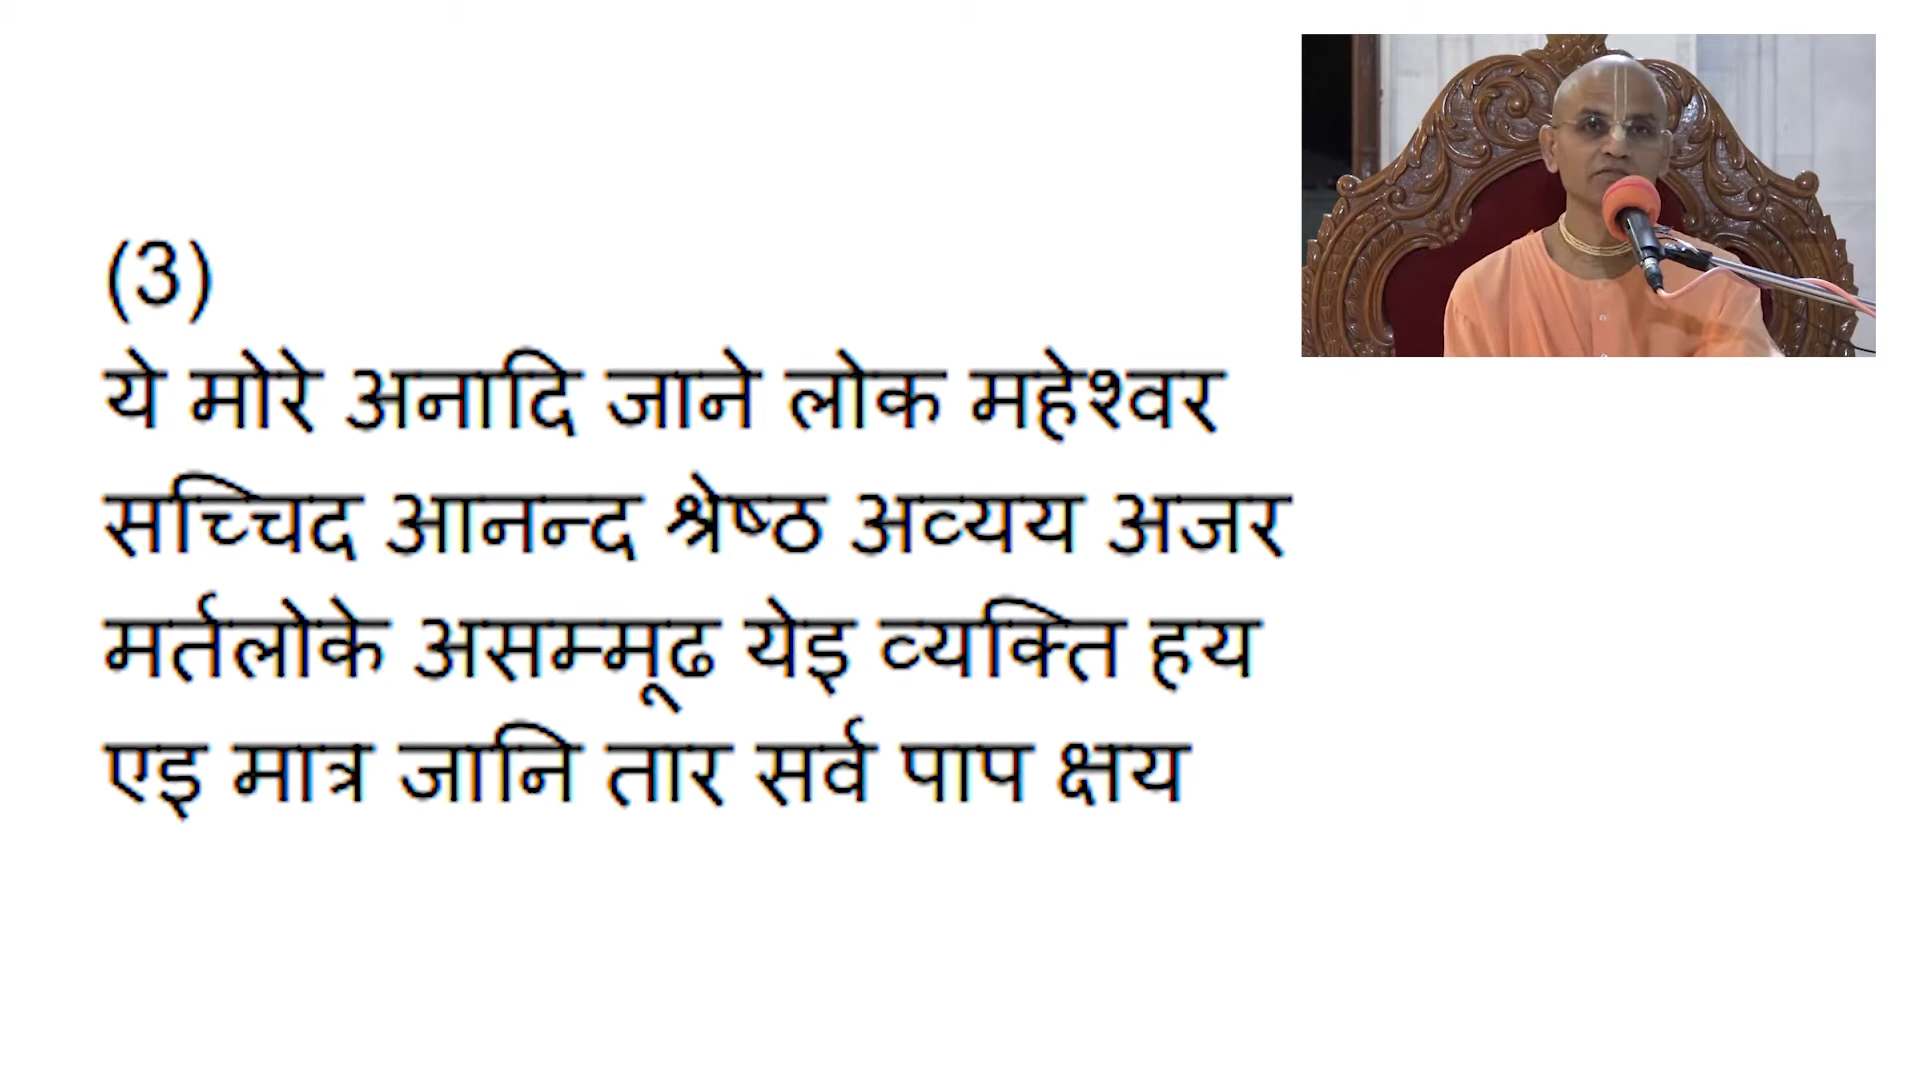 (3)
ये मोरे अनादि जाने लोक महेश्वर
सच्चिद आनन्द श्रेष्ठ अव्यय अजर
मर्तलोके असम्मूढ येइ व्यक्ति हय
एइ मात्र जानि तार सर्व पाप क्षय